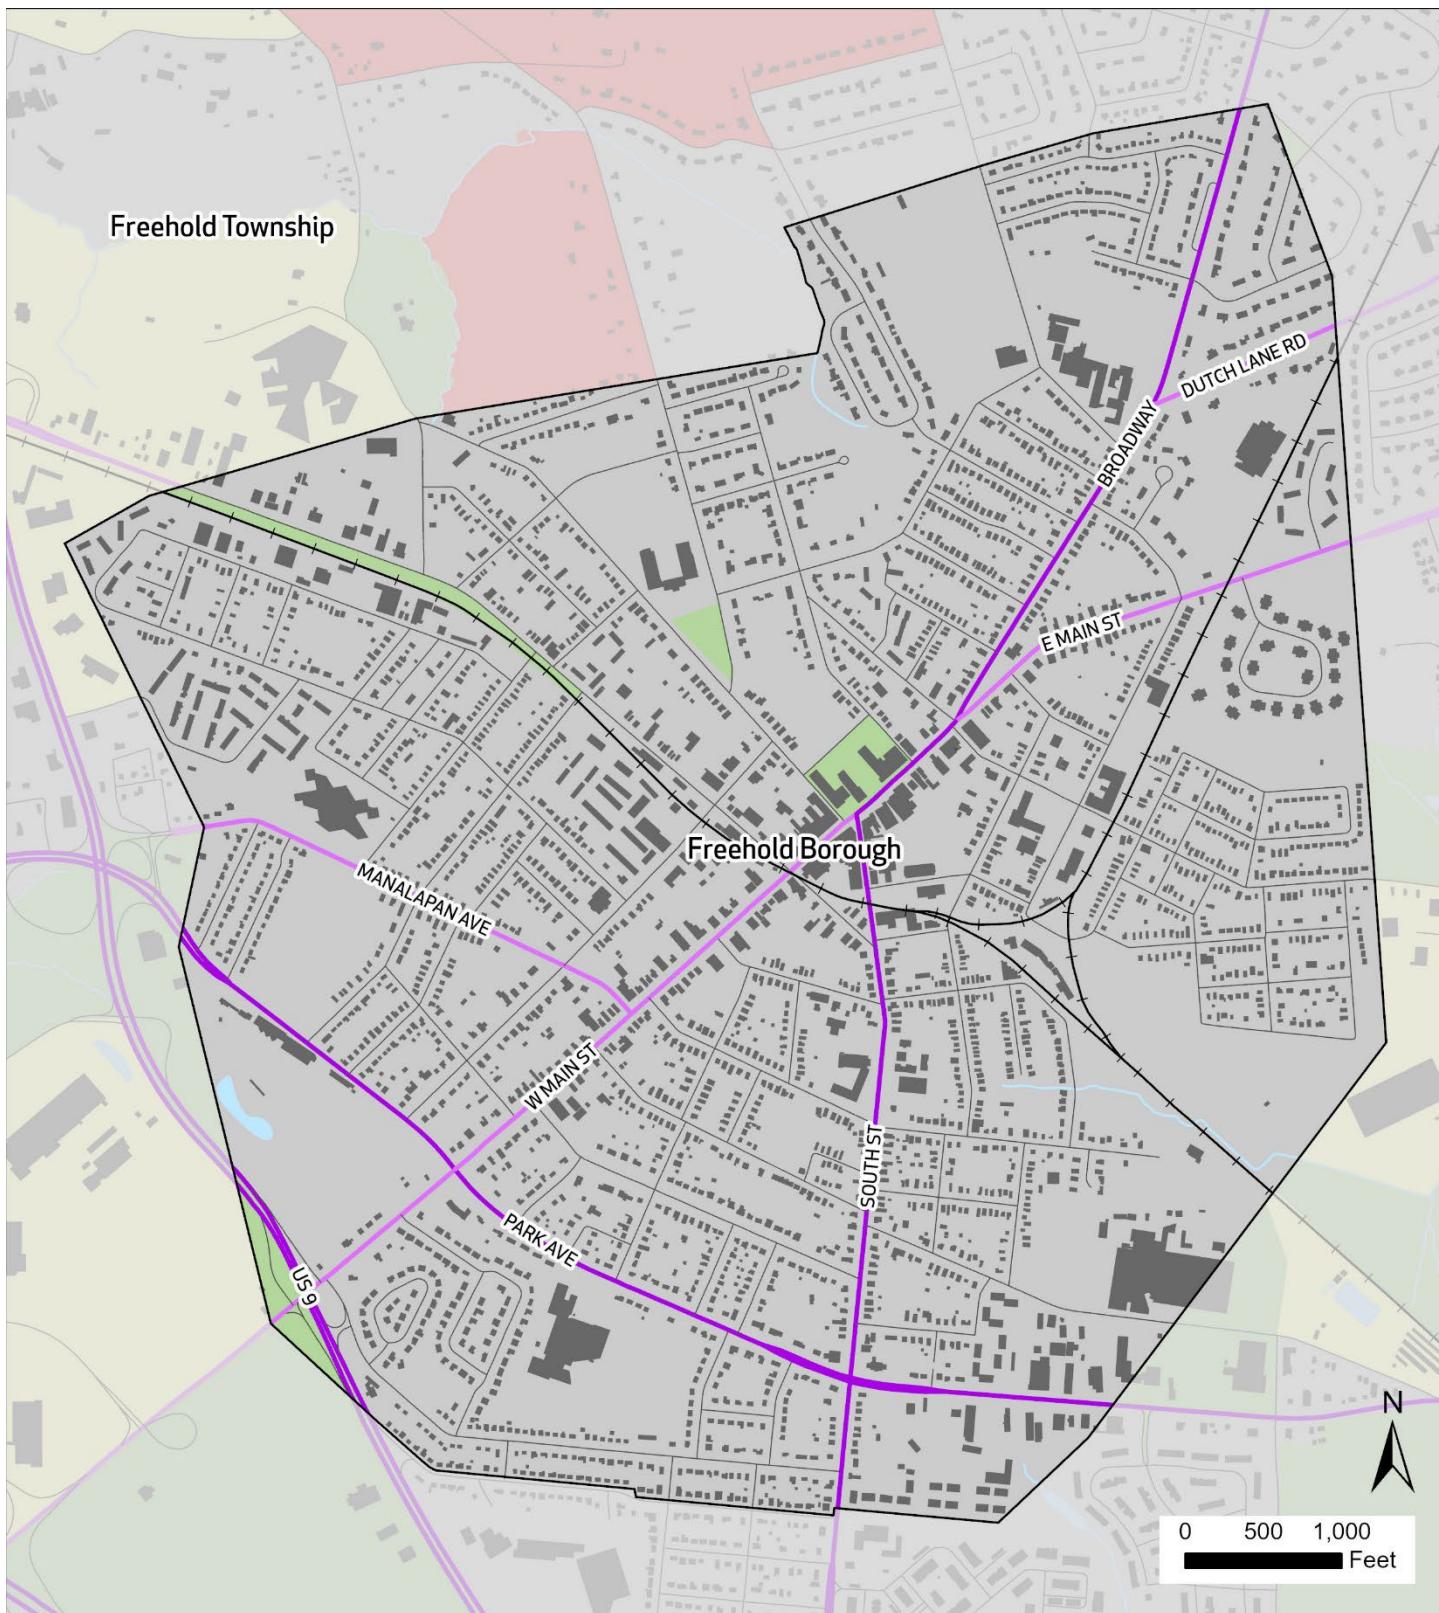 Freehold Township
DUTCH LANE RD
BROADWAY
E MAIN ST
Freehold Borough
MANALAPAN AVE
W MAIN ST
SOUTH ST
PARK AVE
US 9
N
0 500 1,000
Feet